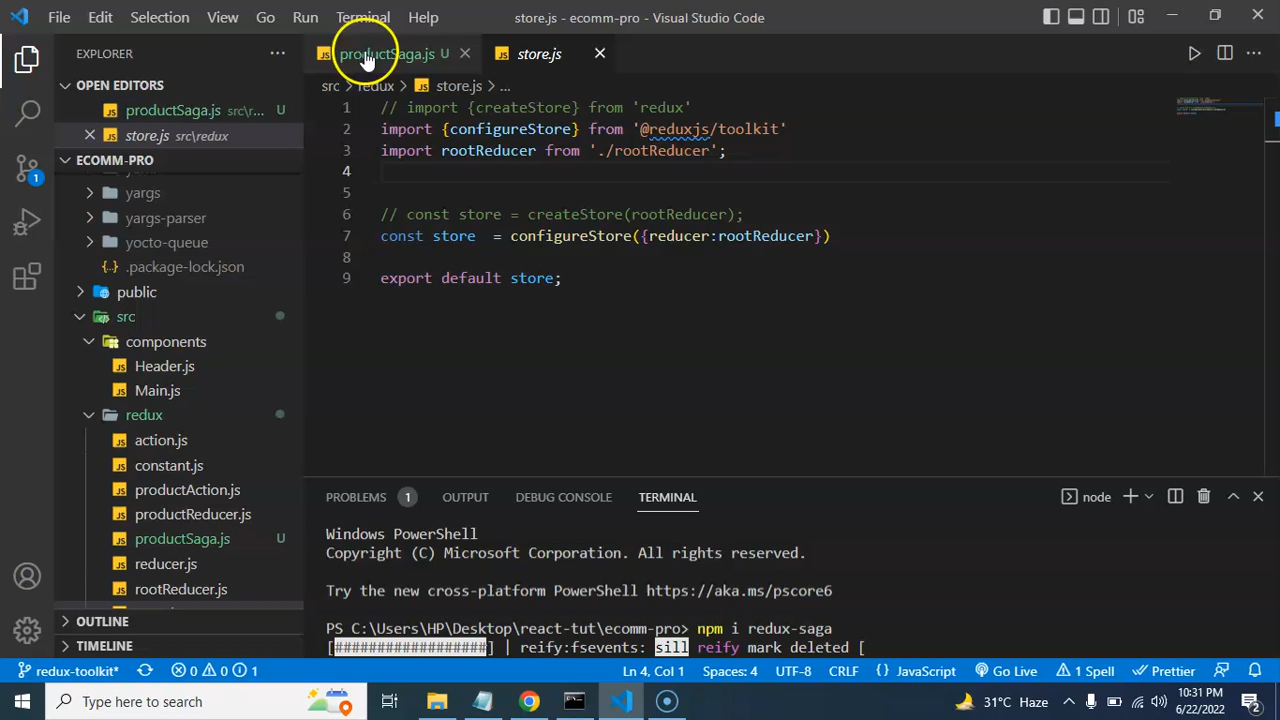 File Edit Selection View Go Run Terminal Help store.js - ecomm-pro - Visual Studio Code
EXPLORER
OPEN EDITORS
productSaga.js src\r... U
store.js src\redux
ECOMM-PRO
yargs
yargs-parser
yocto-queue
.package-lock.json
public
src
components
Header.js
Main.js
redux
action.js
constant.js
productAction.js
productReducer.js
productSaga.js U
reducer.js
rootReducer.js
OUTLINE
TIMELINE
JS productSaga.js U JS store.js
src > redux > JS store.js > ...
1 // import {createStore} from 'redux'
2 import {configureStore} from '@reduxjs/toolkit'
3 import rootReducer from './rootReducer';
4
5
6 // const store = createStore(rootReducer);
7 const store  = configureStore({reducer:rootReducer})
8
9 export default store;
PROBLEMS 1 OUTPUT DEBUG CONSOLE TERMINAL node
Windows PowerShell
Copyright (C) Microsoft Corporation. All rights reserved.
Try the new cross-platform PowerShell https://aka.ms/pscore6
PS C:\Users\HP\Desktop\react-tut\ecomm-pro> npm i redux-saga
[##################] | reify:fsevents: sill reify mark deleted [
redux-toolkit* 0 0 1 Ln 4, Col 1 Spaces: 4 UTF-8 CRLF JavaScript Go Live 1 Spell Prettier
Type here to search 31°C Haze 10:31 PM
6/22/2022 2